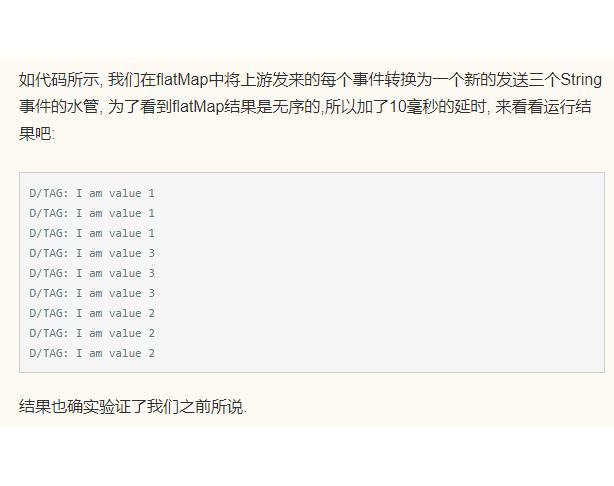 如代码所示, 我们在flatMap中将上游发来的每个事件转换为一个新的发送三个String
事件的水管, 为了看到flatMap结果是无序的,所以加了10毫秒的延时, 来看看运行结
果吧:
D/TAG: I am value 1
D/TAG: I am value 1
D/TAG: I am value 1
D/TAG: I am value 3
D/TAG: I am value 3
D/TAG: I am value 3
D/TAG: I am value 2
D/TAG: I am value 2
D/TAG: I am value 2
结果也确实验证了我们之前所说.